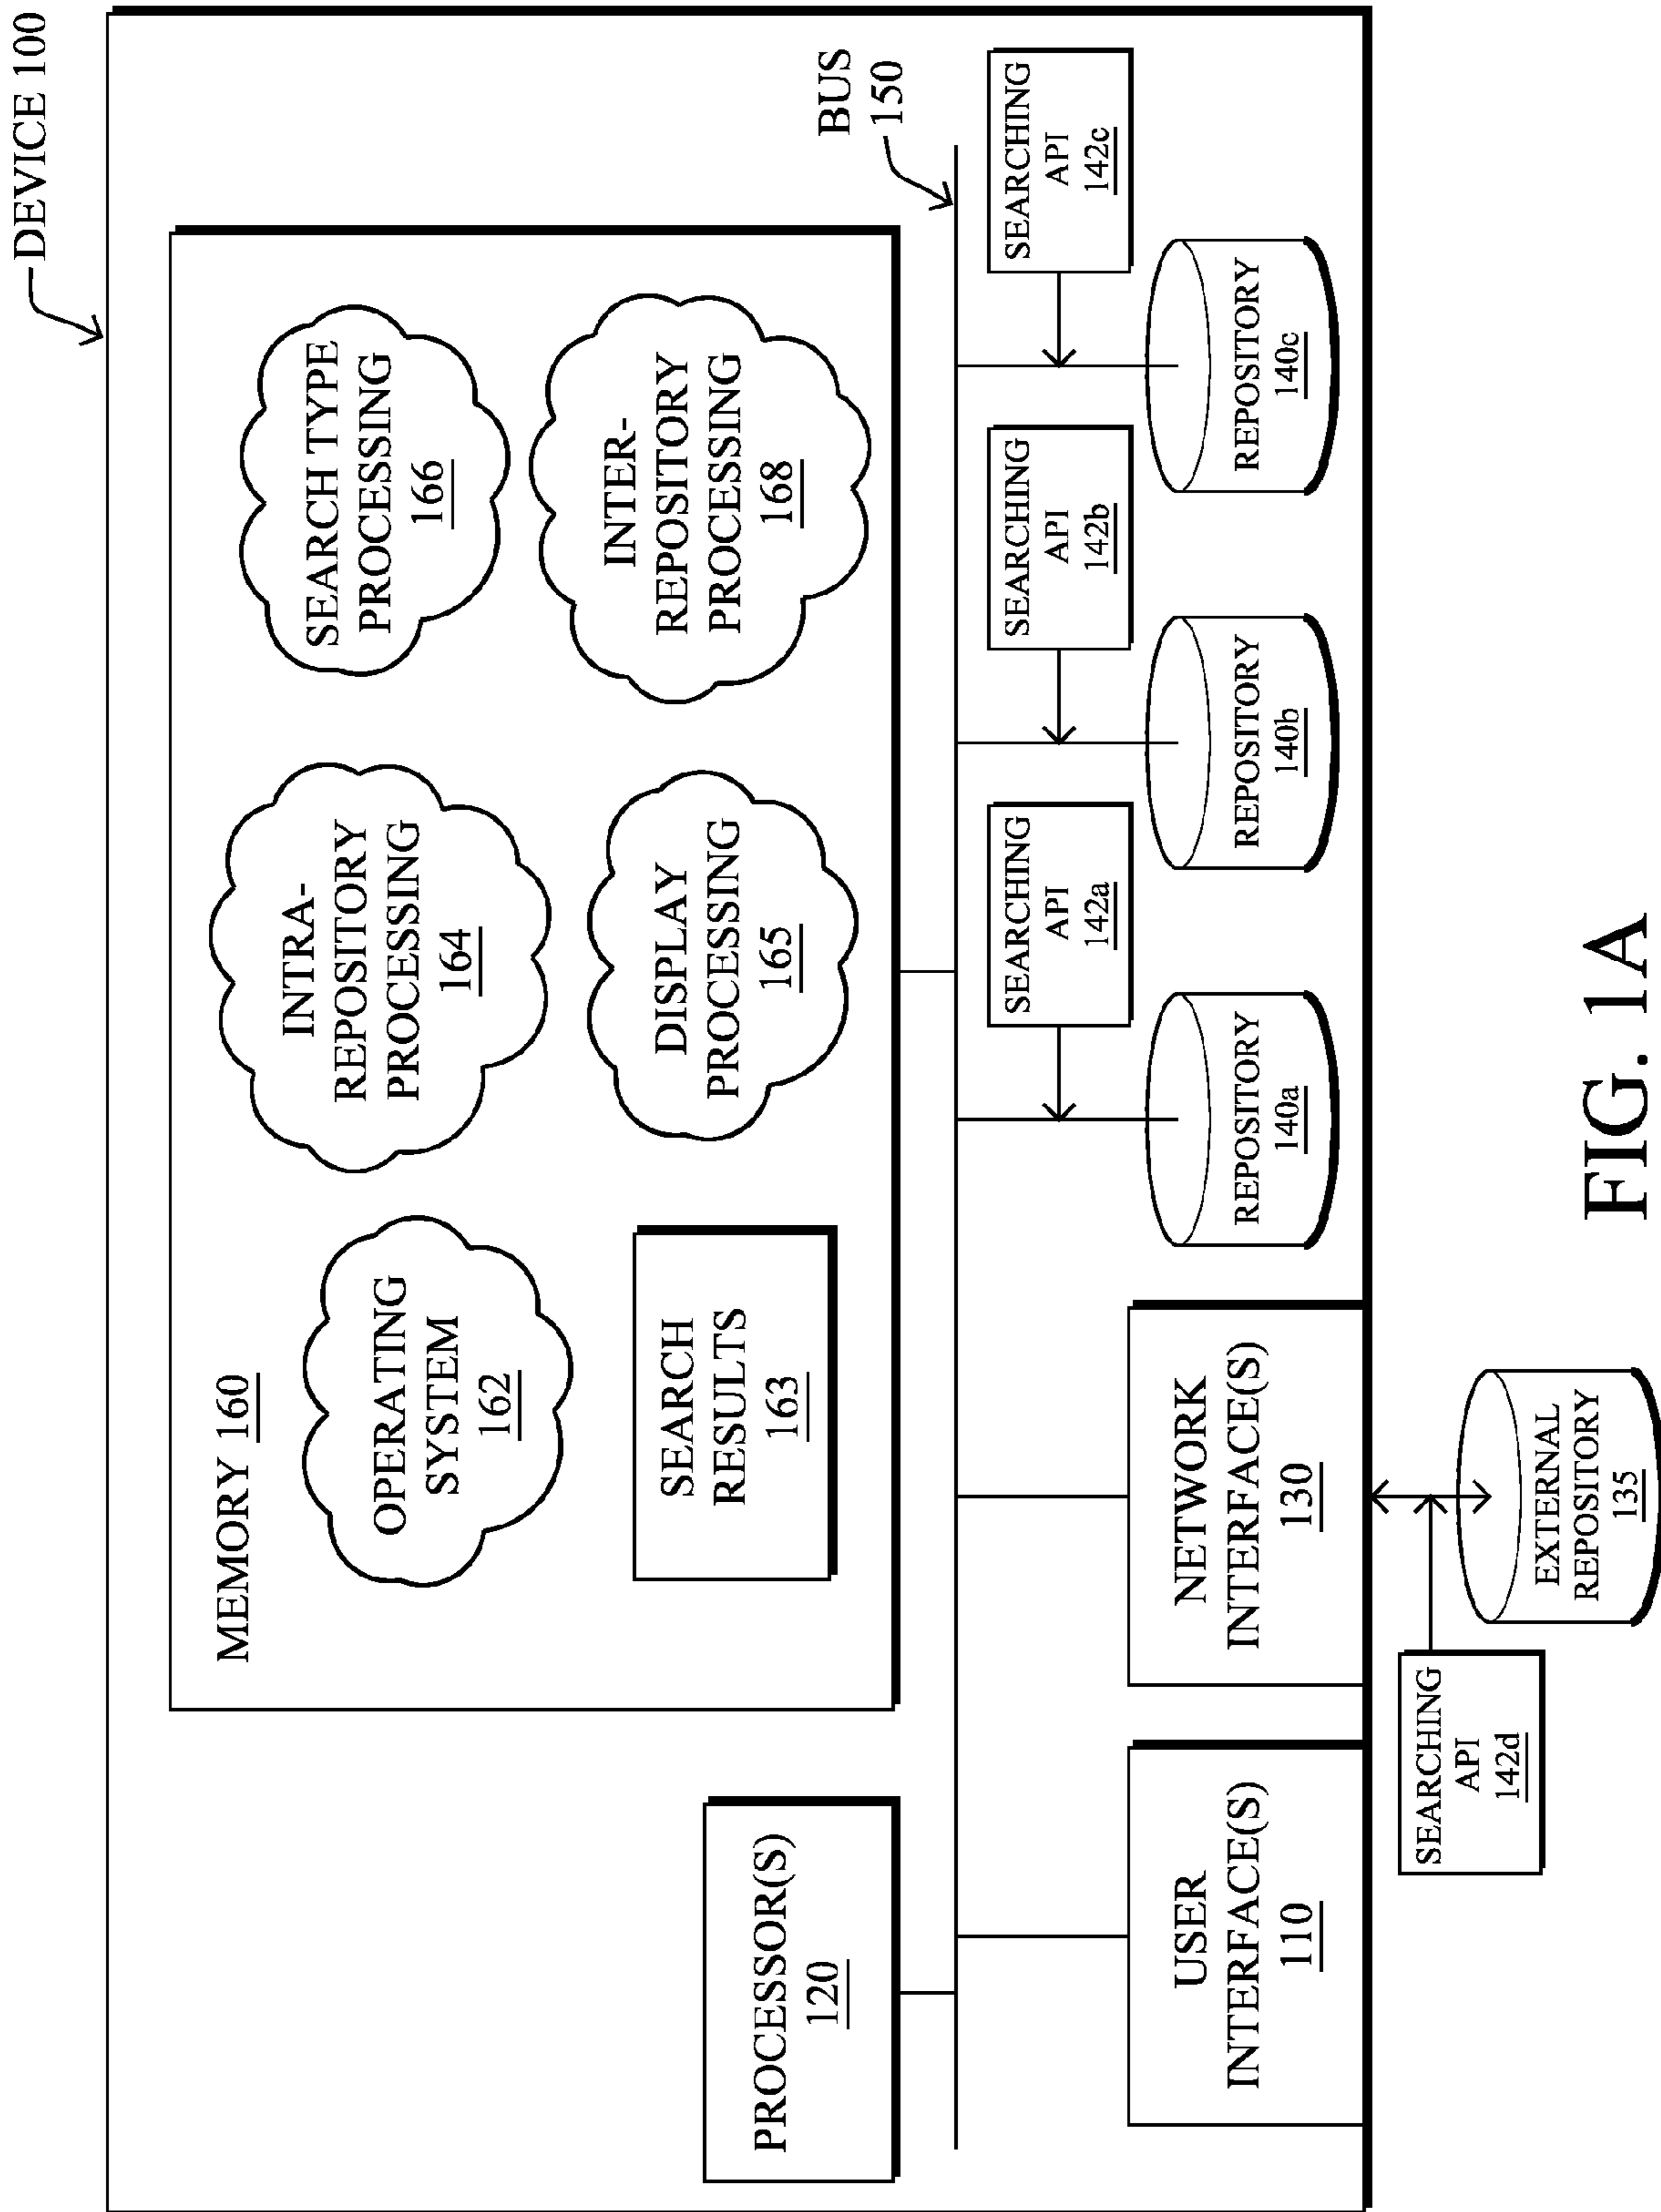 DEVICE 100
MEMORY 160
OPERATING
SYSTEM
162
INTRA-
REPOSITORY
PROCESSING
164
SEARCH TYPE
PROCESSING
166
SEARCH
RESULTS
163
DISPLAY
PROCESSING
165
INTER-
REPOSITORY
PROCESSING
168
PROCESSOR(S)
120
BUS
150
USER
INTERFACE(S)
110
NETWORK
INTERFACE(S)
130
SEARCHING
API
142a
SEARCHING
API
142b
SEARCHING
API
142c
REPOSITORY
140a
REPOSITORY
140b
REPOSITORY
140c
SEARCHING
API
142d
EXTERNAL
REPOSITORY
135
FIG. 1A